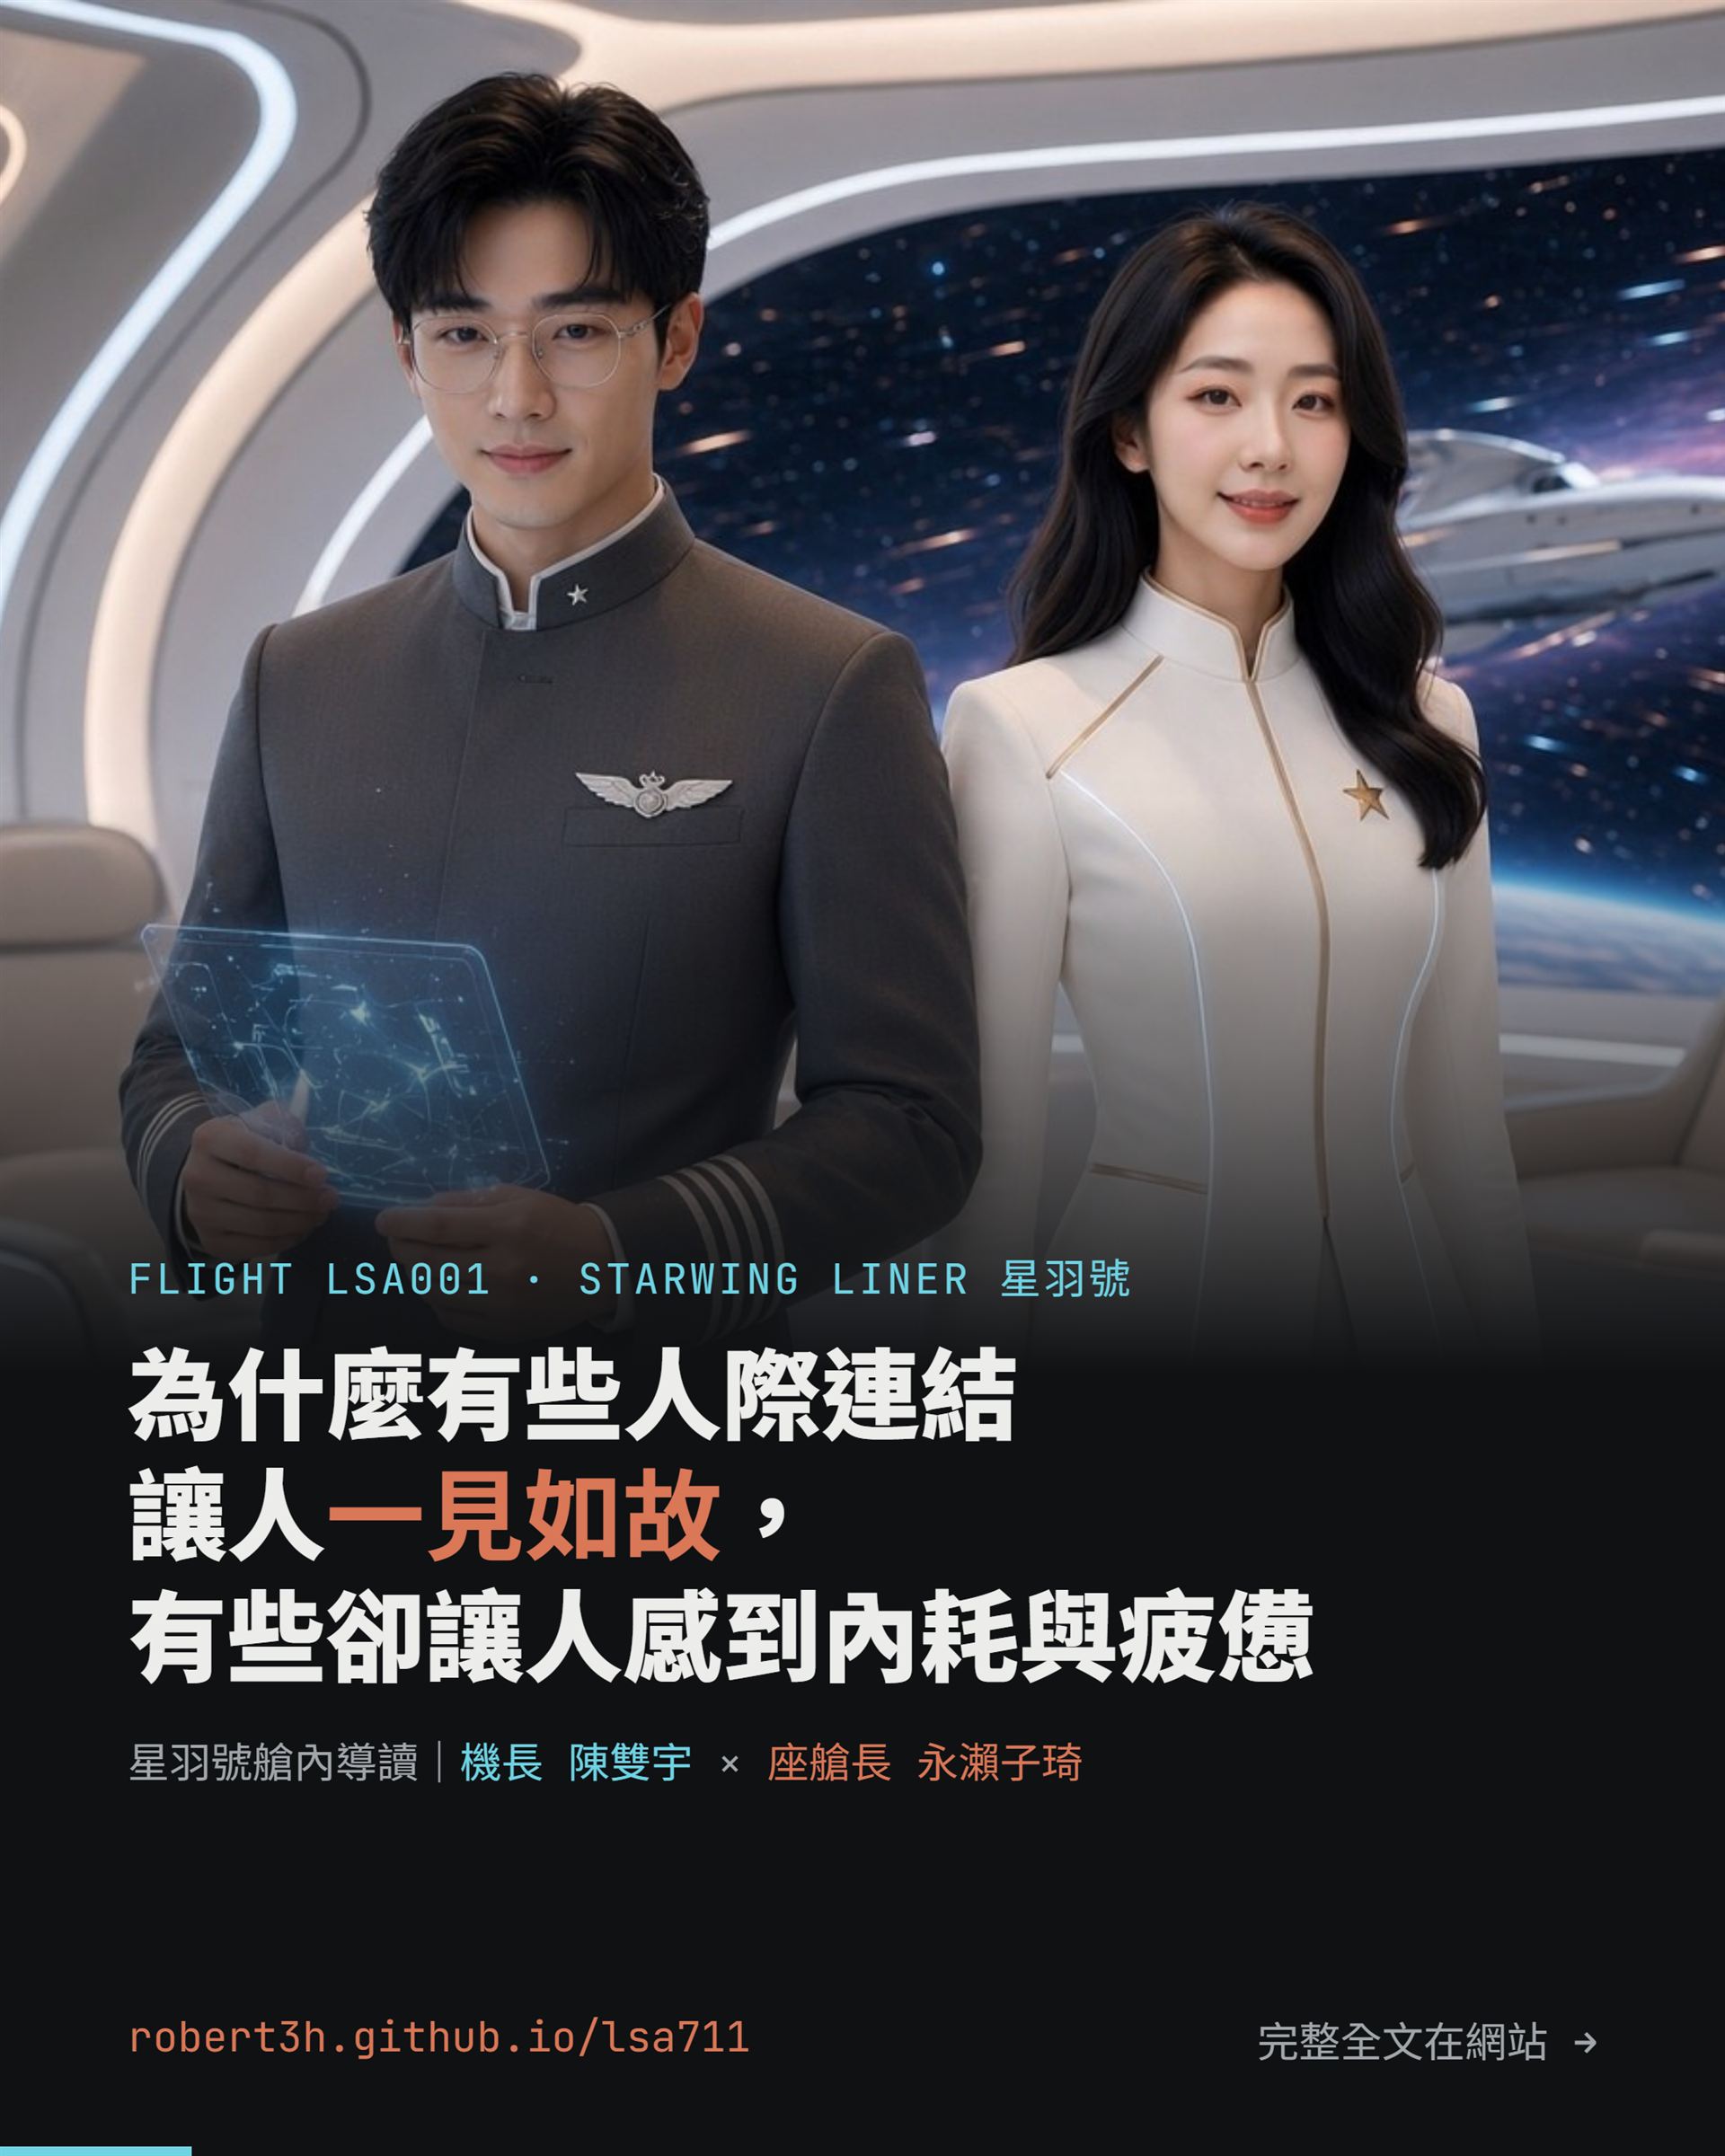 FLIGHT LSA001 · STARWING LINER 星羽號
為什麼有些人際連結
讓人一見如故，
有些卻讓人感到內耗與疲憊
星羽號艙內導讀｜機長 陳雙宇 × 座艙長 永瀨子琦
robert3h.github.io/lsa711
完整全文在網站 →